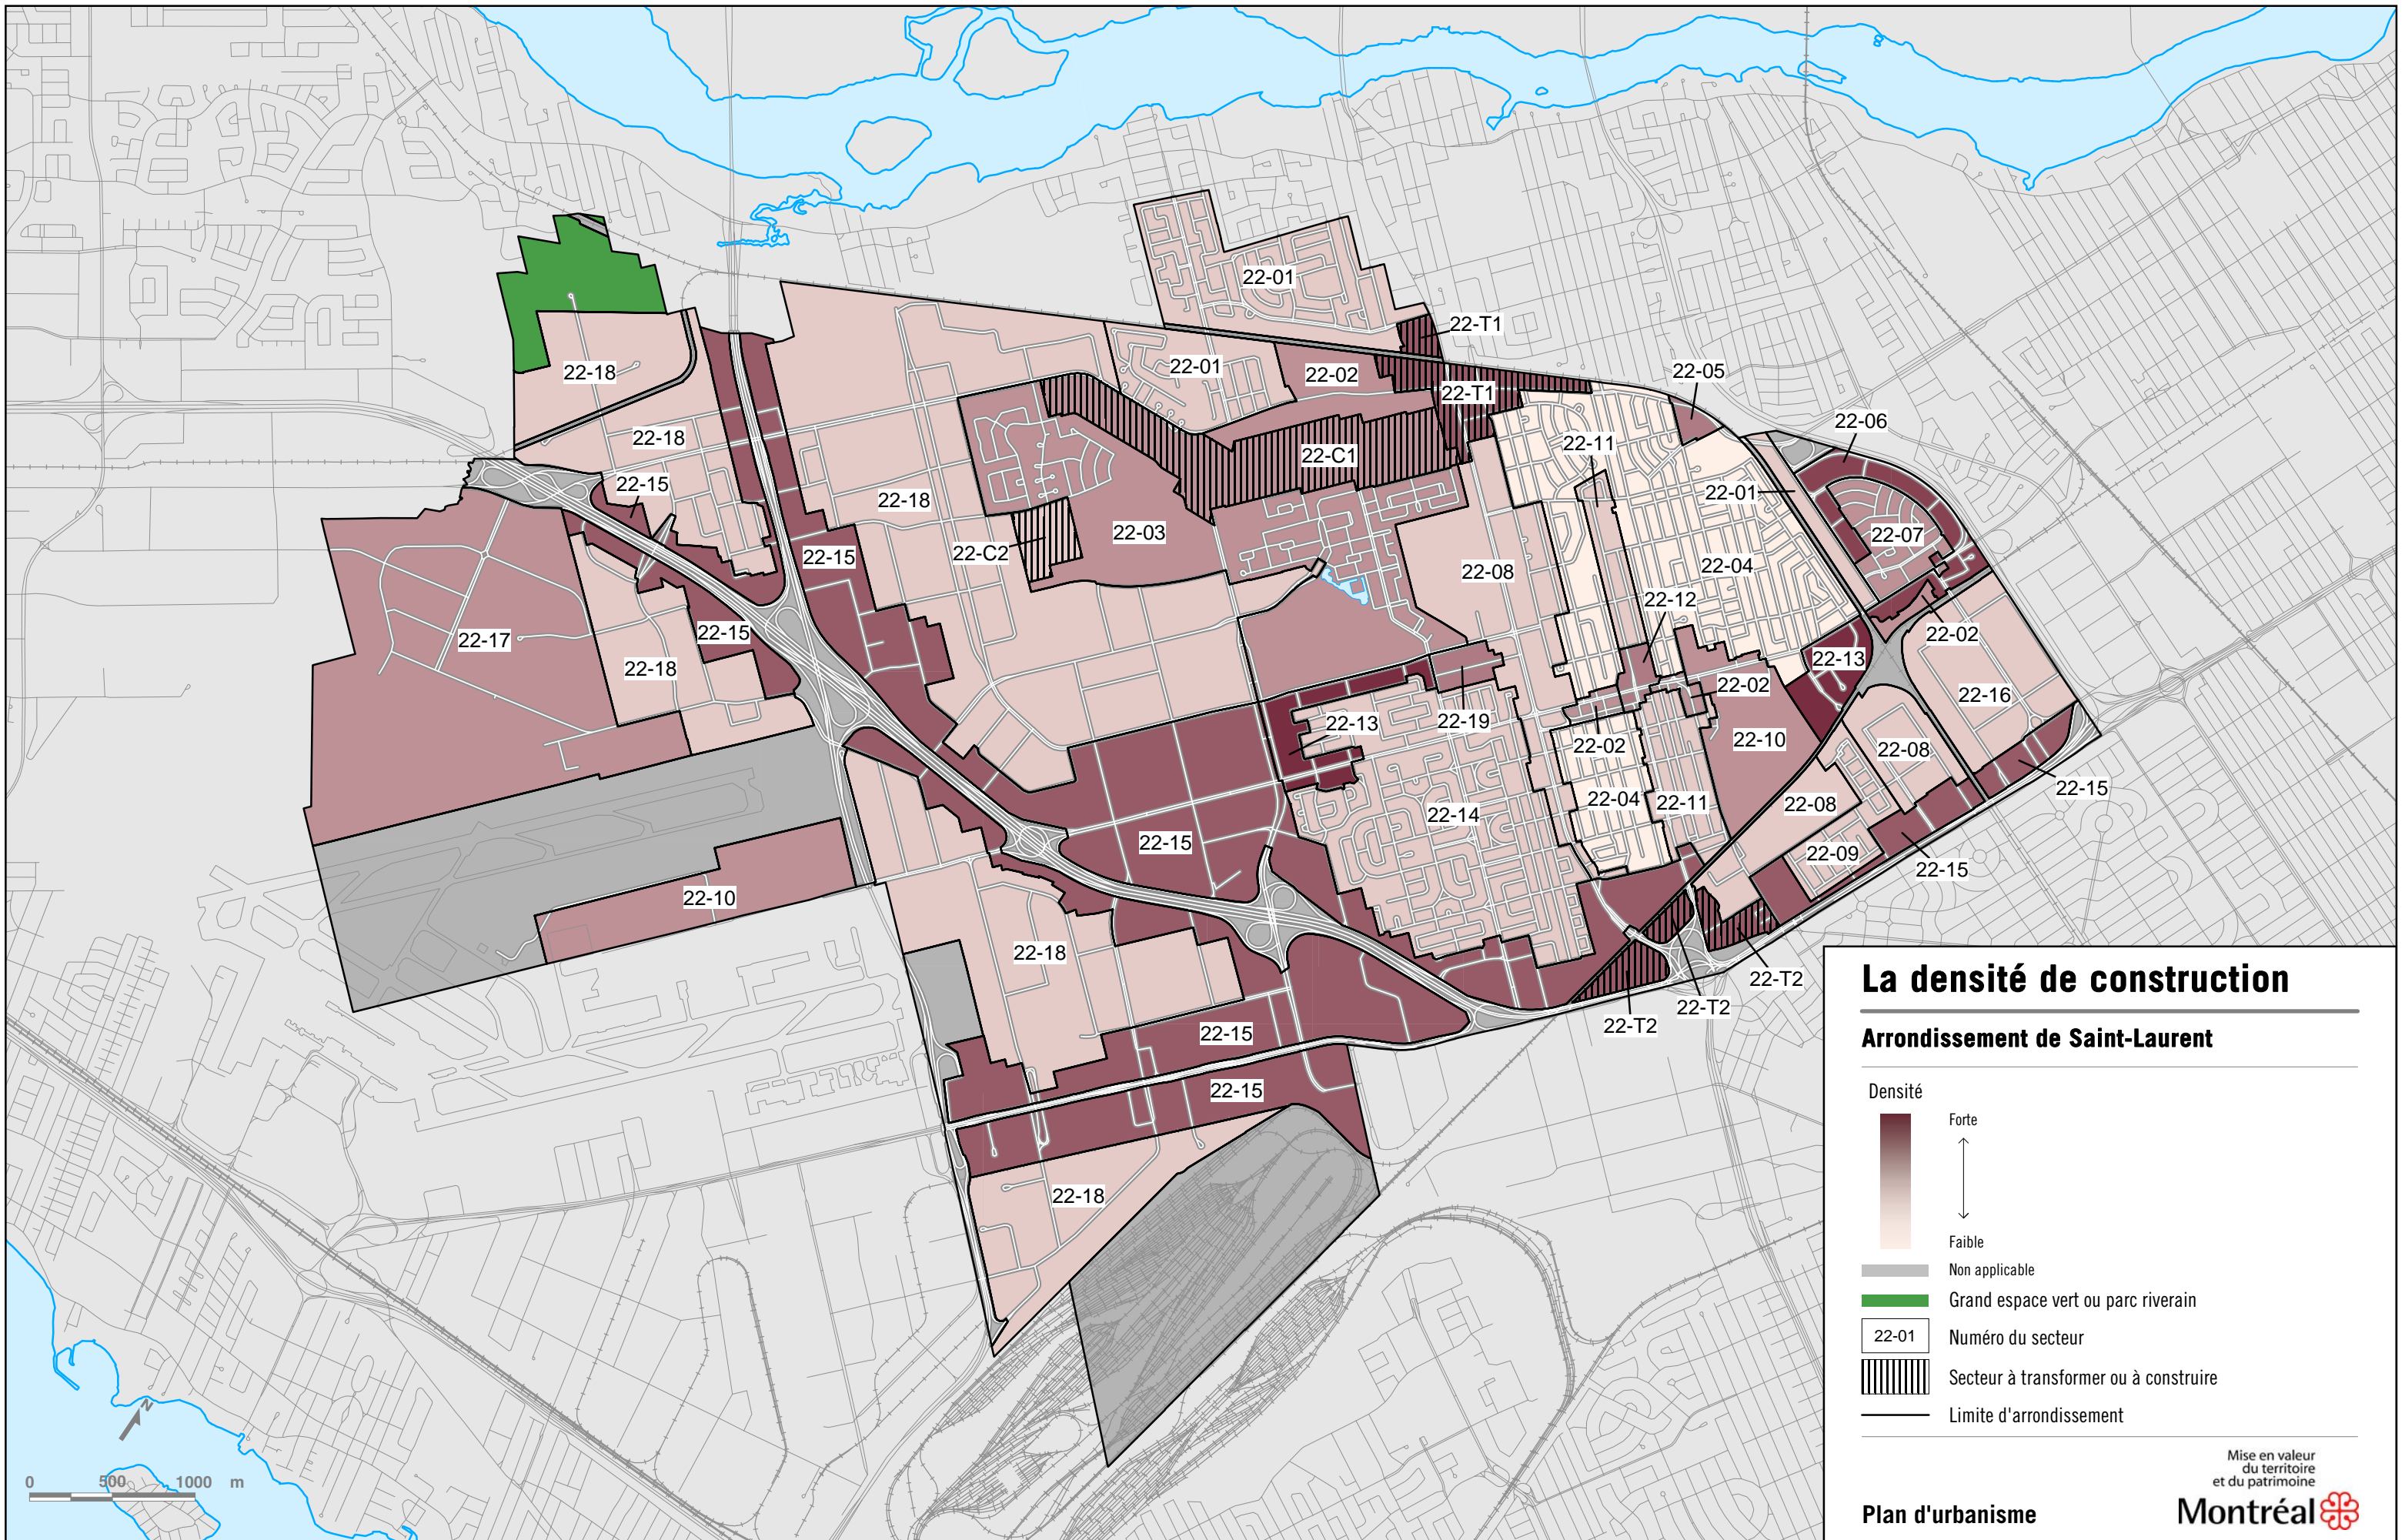 22-01
22-T1
22-01
22-02
22-T1
22-05
22-18
22-06
22-18
22-11
22-C1
22-15
22-01
22-18
22-07
22-03
22-C2
22-15
22-08
22-04
22-12
22-15
22-17
22-02
22-18
22-13
22-02
22-16
22-13
22-19
22-10
22-02
22-08
22-15
22-04
22-11
22-08
22-14
22-15
22-09
22-15
22-10
22-18
22-T2
22-T2
22-T2
22-15
22-15
22-18
La densité de construction
Arrondissement de Saint-Laurent
Densité
Forte
Faible
Non applicable
Grand espace vert ou parc riverain
22-01 Numéro du secteur
Secteur à transformer ou à construire
Limite d'arrondissement
Mise en valeur
du territoire
et du patrimoine
Plan d'urbanisme
Montréal
N
0 500 1000 m